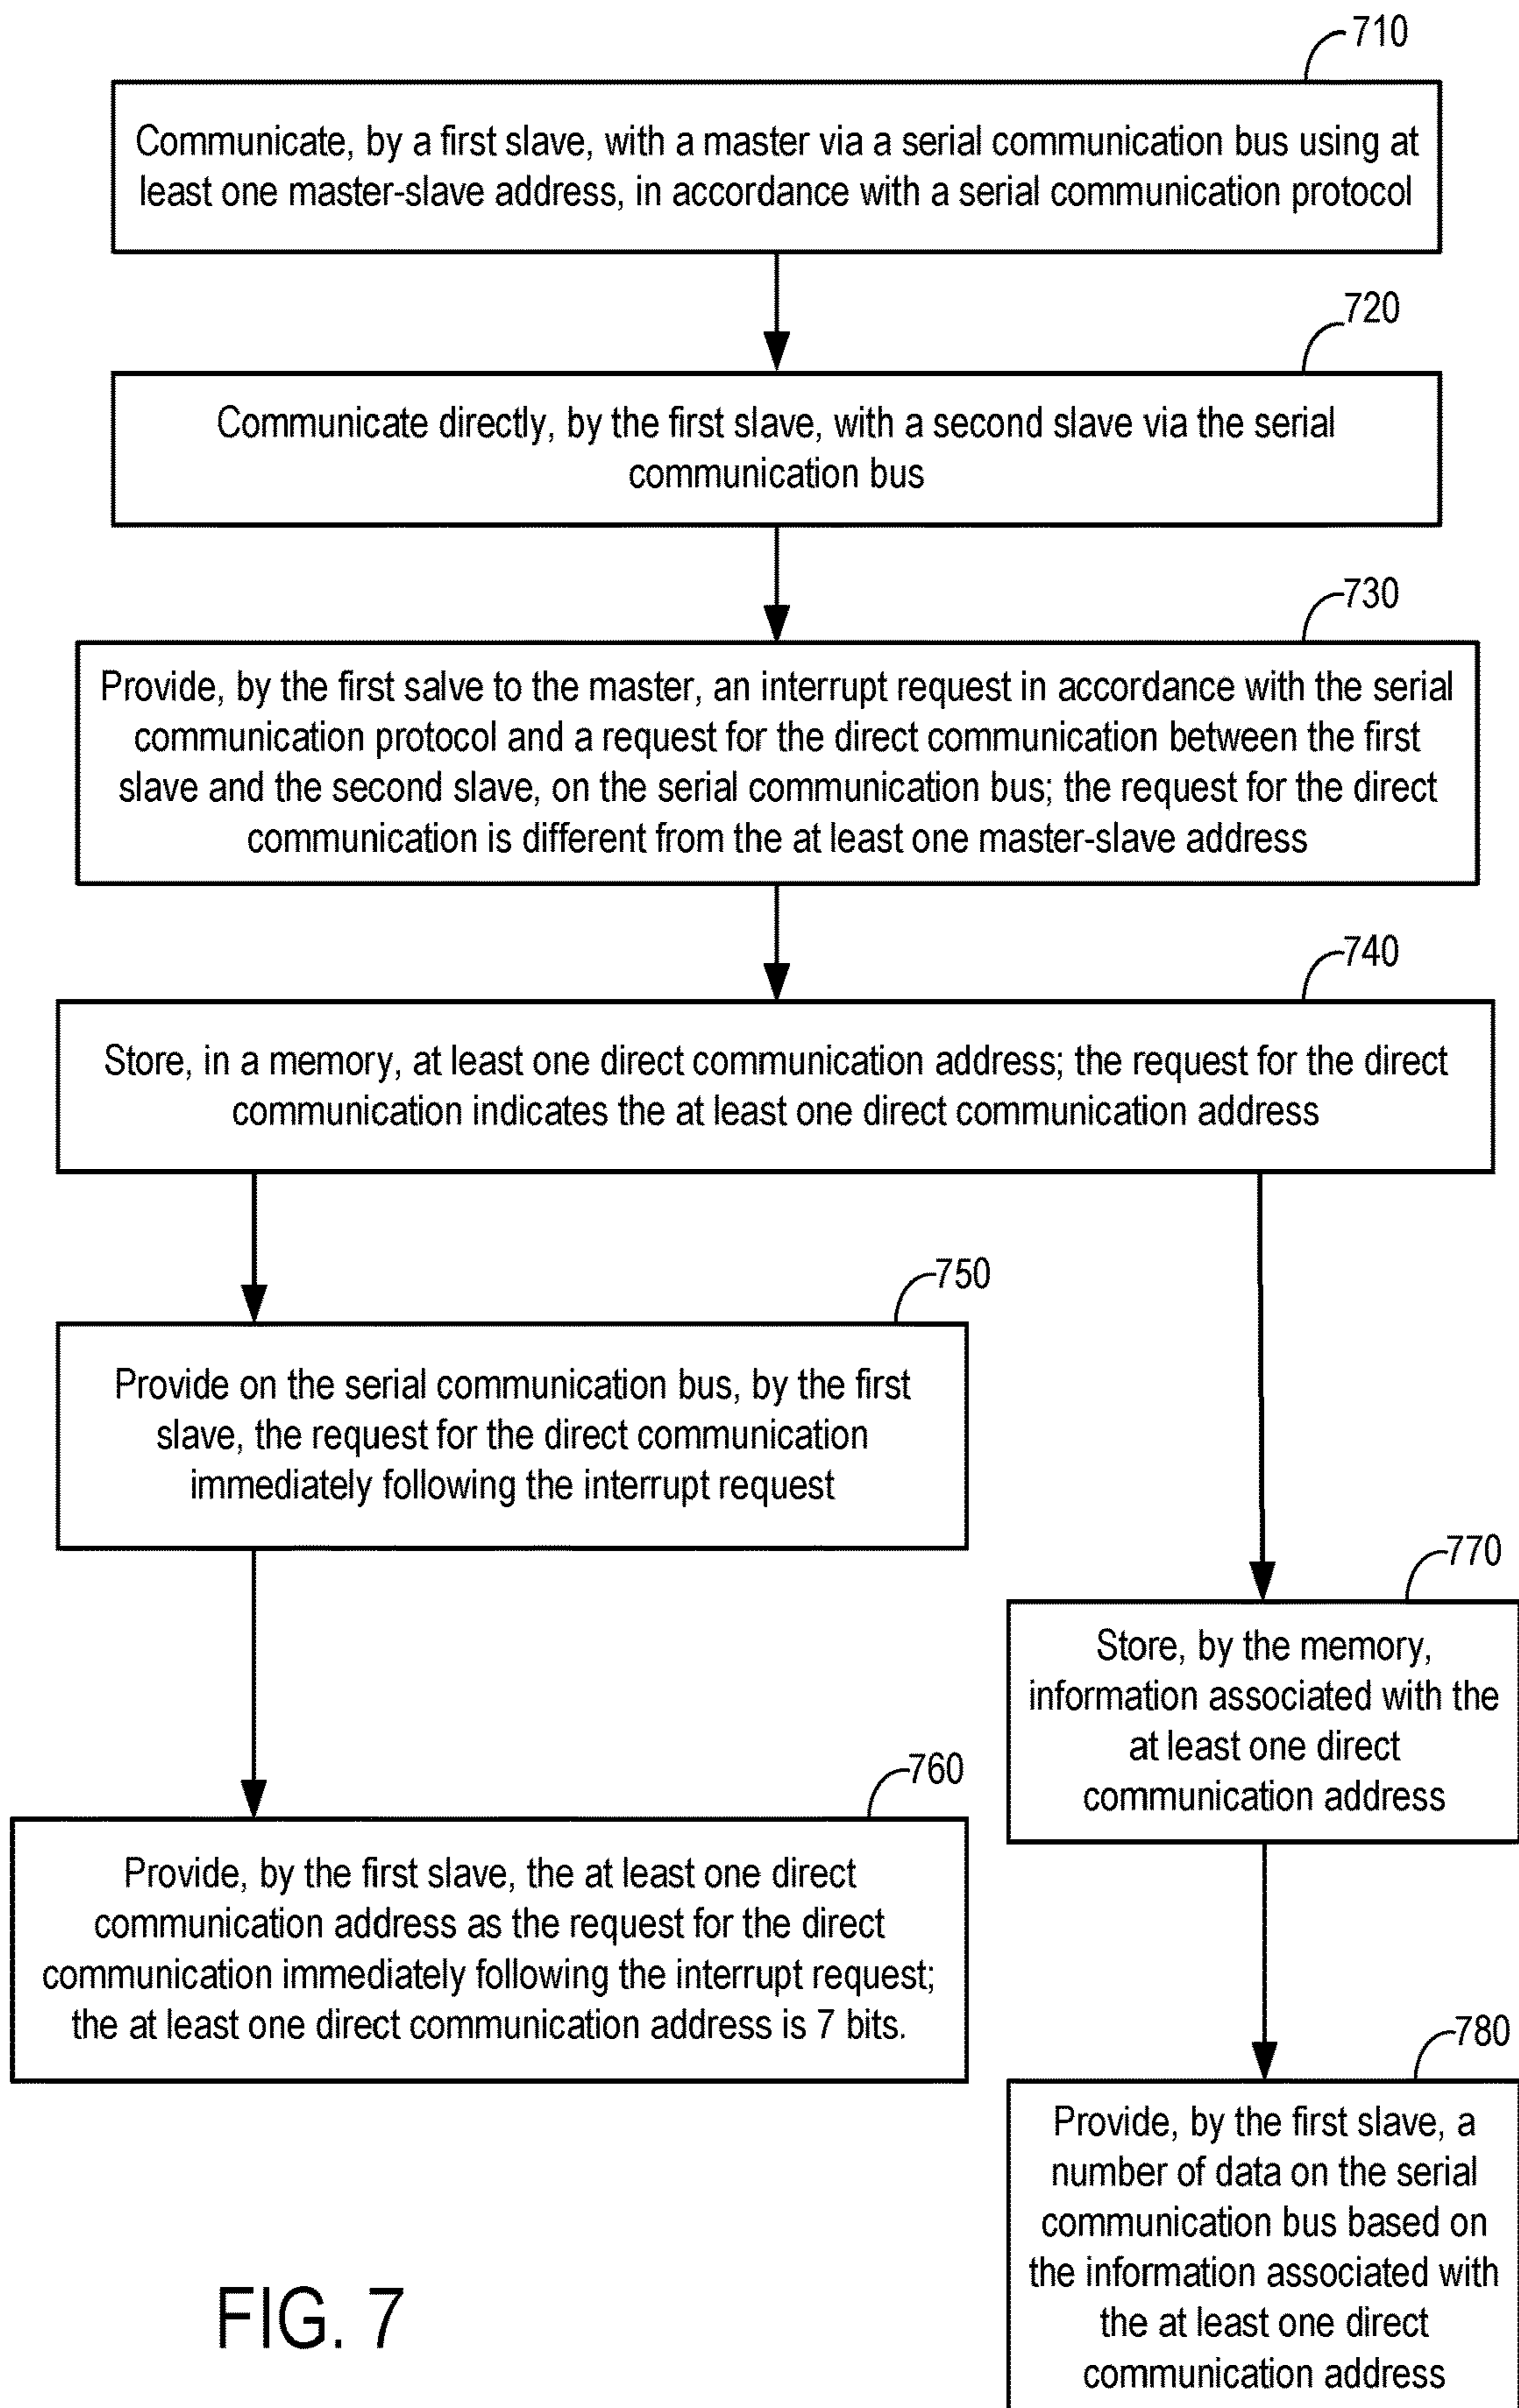 710
Communicate, by a first slave, with a master via a serial communication bus using at
least one master-slave address, in accordance with a serial communication protocol
720
Communicate directly, by the first slave, with a second slave via the serial
communication bus
730
Provide, by the first salve to the master, an interrupt request in accordance with the serial
communication protocol and a request for the direct communication between the first
slave and the second slave, on the serial communication bus; the request for the direct
communication is different from the at least one master-slave address
740
Store, in a memory, at least one direct communication address; the request for the direct
communication indicates the at least one direct communication address
750
Provide on the serial communication bus, by the first
slave, the request for the direct communication
immediately following the interrupt request
760
Provide, by the first slave, the at least one direct
communication address as the request for the direct
communication immediately following the interrupt request;
the at least one direct communication address is 7 bits.
770
Store, by the memory,
information associated with the
at least one direct
communication address
780
Provide, by the first slave, a
number of data on the serial
communication bus based on
the information associated with
the at least one direct
communication address
FIG. 7